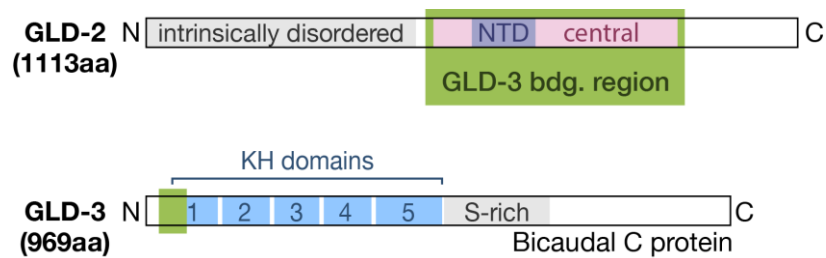 GLD-2 N intrinsically disordered NTD central C
(1113aa)
GLD-3 bdg. region
KH domains
GLD-3 N 1 2 3 4 5 S-rich C
(969aa)
Bicaudal C protein